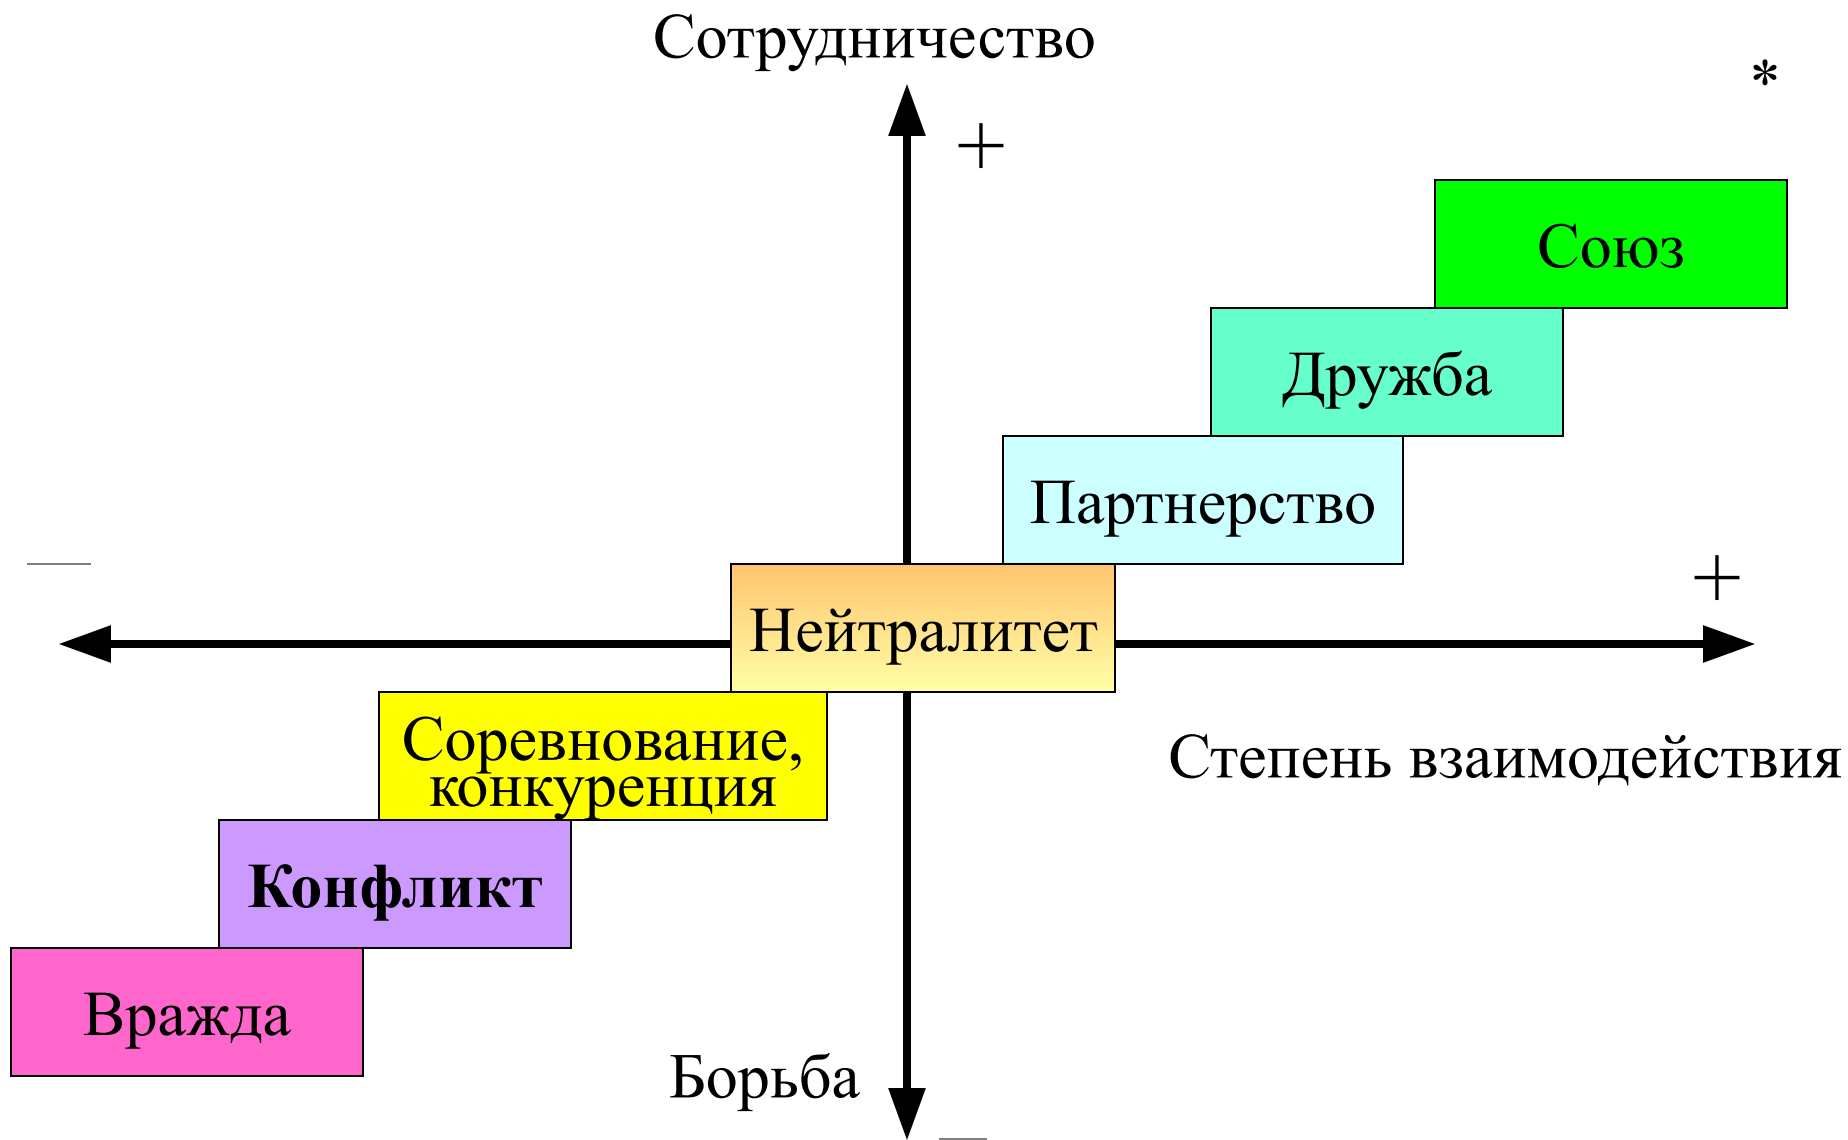 Сотрудничество
*
+
Союз
Дружба
Партнерство
—
+
Нейтралитет
Соревнование,
конкуренция
Степень взаимодействия
Конфликт
Вражда
Борьба
—